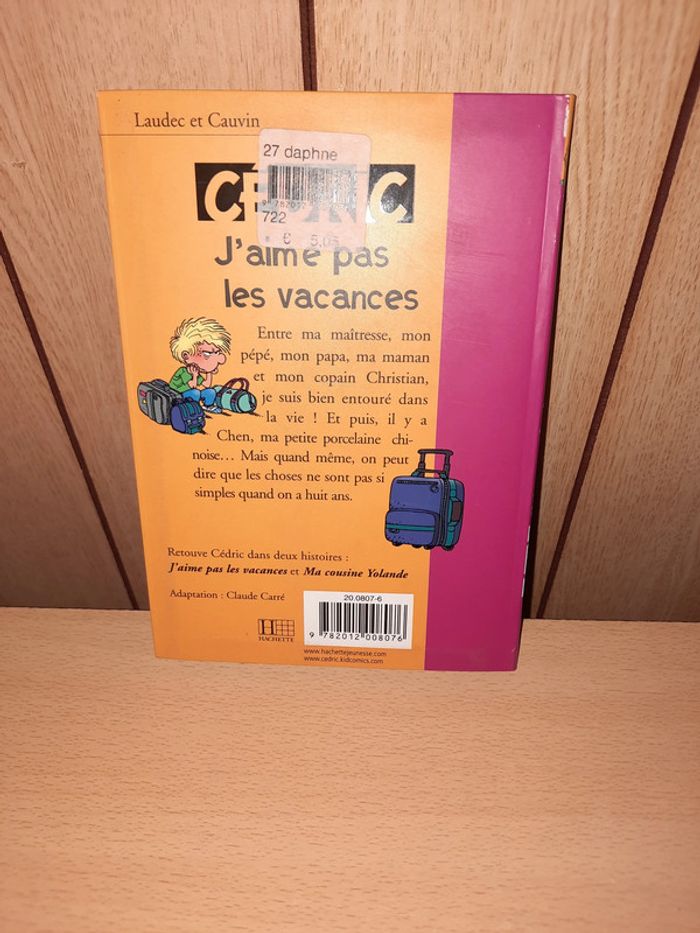 Laudec et Cauvin
27 daphne
CÉDRIC
722
€ 5,05
J'aime pas
les vacances
Entre ma maîtresse, mon
pépé, mon papa, ma maman
et mon copain Christian,
je suis bien entouré dans
la vie ! Et puis, il y a
Chen, ma petite porcelaine chi-
noise... Mais quand même, on peut
dire que les choses ne sont pas si
simples quand on a huit ans.
Retouve Cédric dans deux histoires :
J'aime pas les vacances et Ma cousine Yolande
Adaptation : Claude Carré
20.0807-6
9 782012 008076
H
HACHETTE
www.hachettejeunesse.com
www.cedric.kidcomics.com